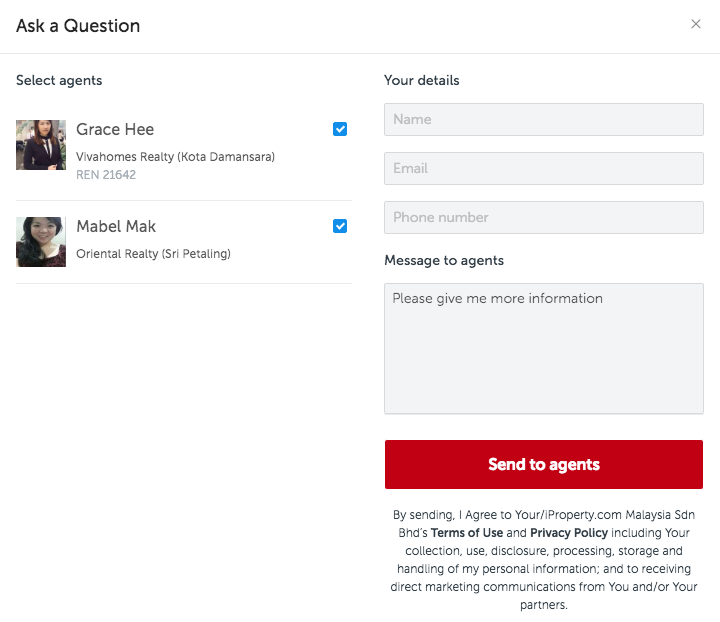 Ask a Question
×
Select agents
Grace Hee
Vivahomes Realty (Kota Damansara)
REN 21642
Mabel Mak
Oriental Realty (Sri Petaling)
Your details
Name
Email
Phone number
Message to agents
Please give me more information
Send to agents
By sending, I Agree to Your/iProperty.com Malaysia Sdn
Bhd's Terms of Use and Privacy Policy including Your
collection, use, disclosure, processing, storage and
handling of my personal information; and to receiving
direct marketing communications from You and/or Your
partners.